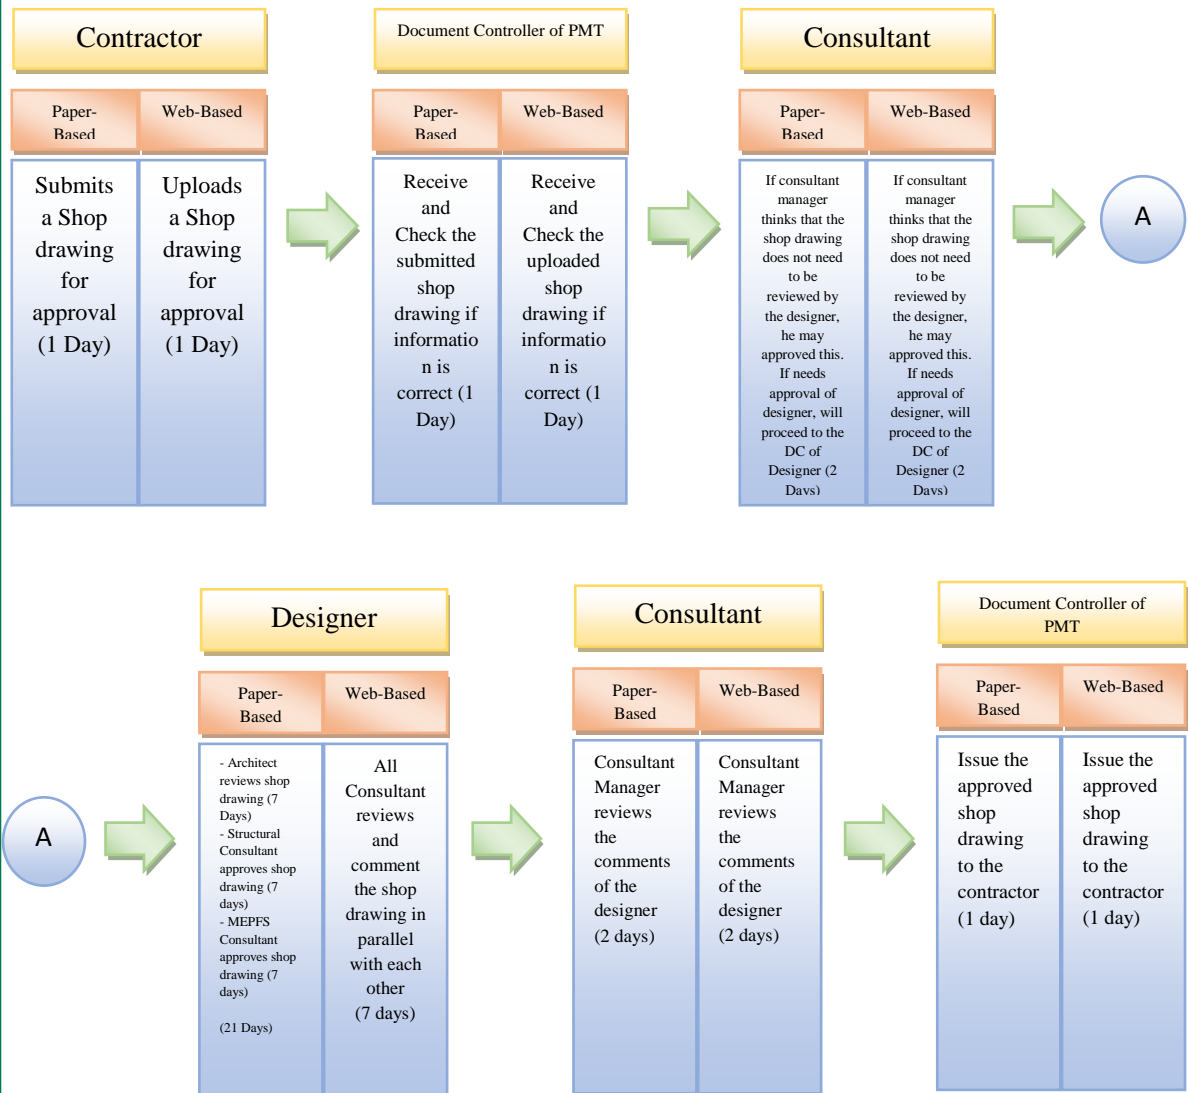 Contractor
Paper-
Based
Web-Based
Submits
a Shop
drawing
for
approval
(1 Day)
Uploads
a Shop
drawing
for
approval
(1 Day)
Document Controller of PMT
Paper-
Based
Web-Based
Receive
and
Check the
submitted
shop
drawing if
informatio
n is
correct (1
Day)
Receive
and
Check the
uploaded
shop
drawing if
informatio
n is
correct (1
Day)
Consultant
Paper-
Based
Web-Based
If consultant
manager
thinks that the
shop drawing
does not need
to be
reviewed by
the designer,
he may
approved this.
If needs
approval of
designer, will
proceed to the
DC of
Designer (2
Days)
If consultant
manager
thinks that the
shop drawing
does not need
to be
reviewed by
the designer,
he may
approved this.
If needs
approval of
designer, will
proceed to the
DC of
Designer (2
Days)
A
A
Designer
Paper-
Based
Web-Based
- Architect
reviews shop
drawing (7
Days)
- Structural
Consultant
approves shop
drawing (7
days)
- MEPFS
Consultant
approves shop
drawing (7
days)
(21 Days)
All
Consultant
reviews
and
comment
the shop
drawing in
parallel
with each
other
(7 days)
Consultant
Paper-
Based
Web-Based
Consultant
Manager
reviews
the
comments
of the
designer
(2 days)
Consultant
Manager
reviews
the
comments
of the
designer
(2 days)
Document Controller of
PMT
Paper-
Based
Web-Based
Issue the
approved
shop
drawing
to the
contractor
(1 day)
Issue the
approved
shop
drawing
to the
contractor
(1 day)